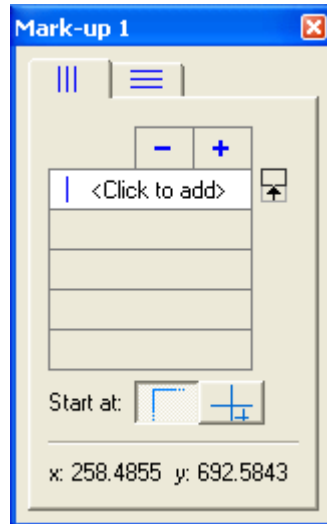 Mark-up 1
- +
<Click to add>
Start at:
x: 258.4855 y: 692.5843